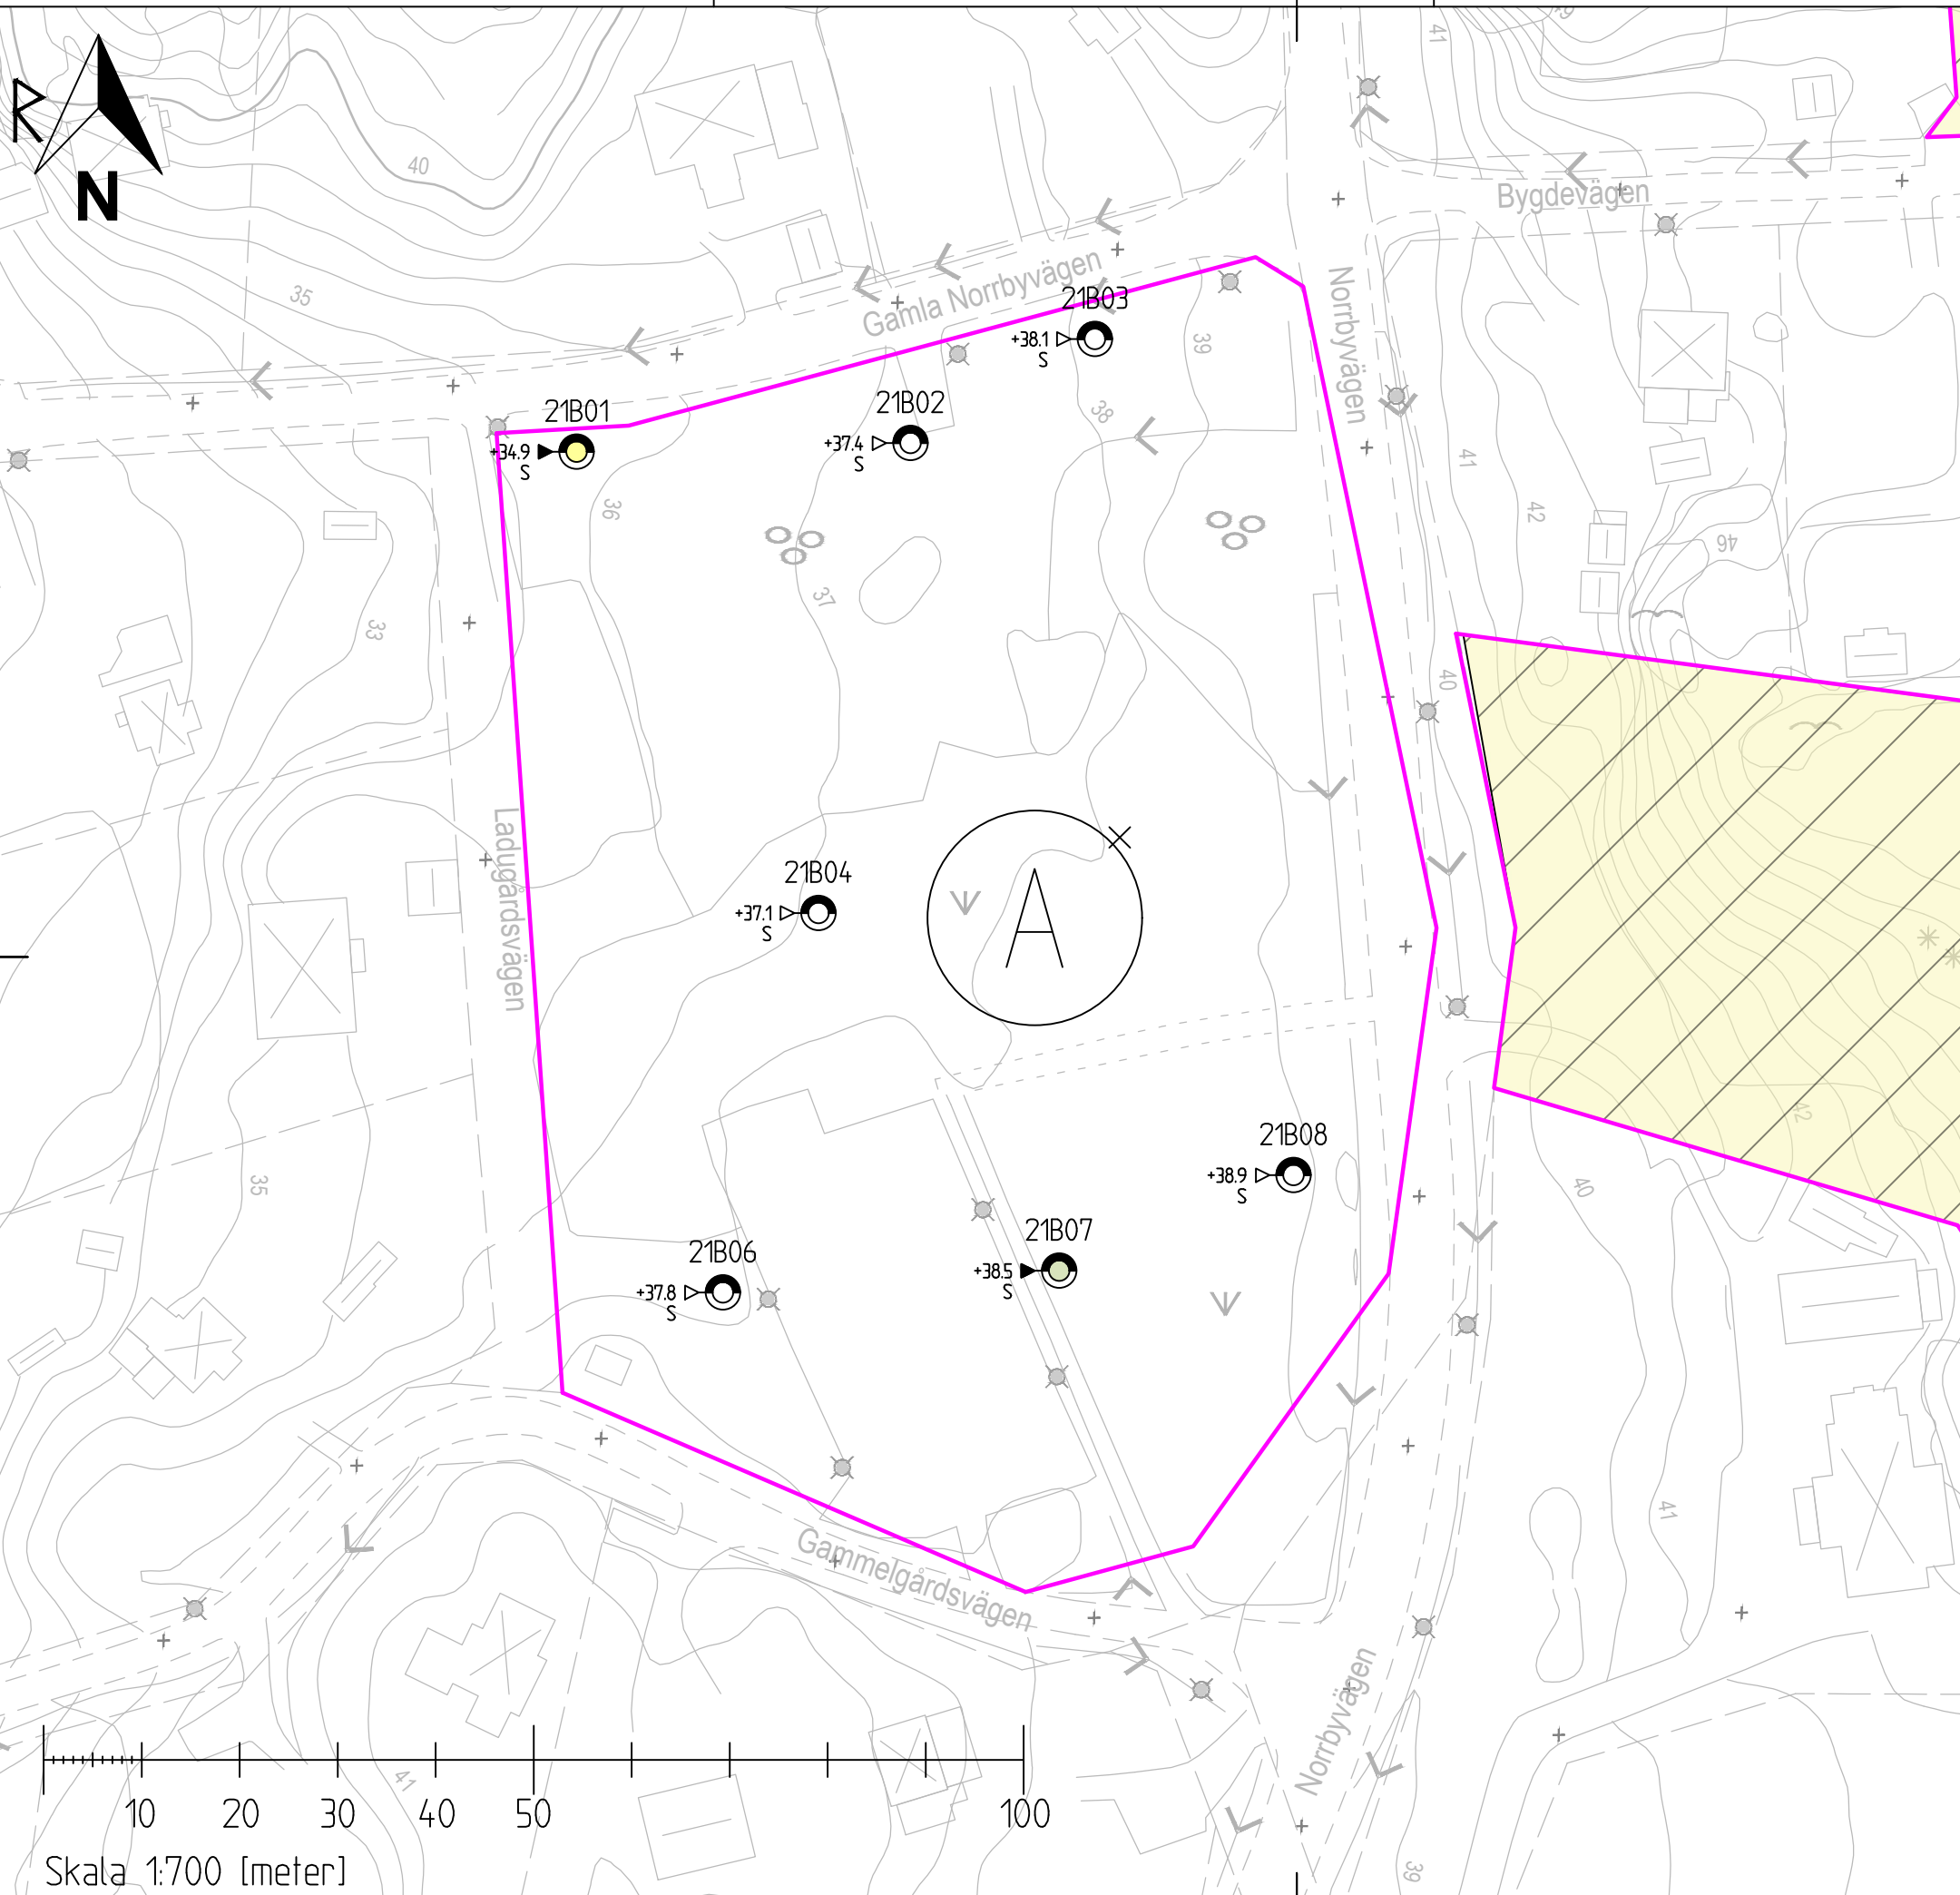 41
40
R
N
Bygdevägen
Gamla Norrbyvägen
35
21B03
+38.1
S
39
Norrbyvägen
21B01
+34.9
S
21B02
+37.4
S
38
41
36
42
46
37
33
40
Ladugårdsvägen
21B04
+37.1
S
A
42
21B08
+38.9
S
35
40
21B06
+37.8
S
21B07
+38.5
S
41
Gammelgårdsvägen
Norrbyvägen
41
10
20
30
40
50
100
Skala 1:700 [meter]
39